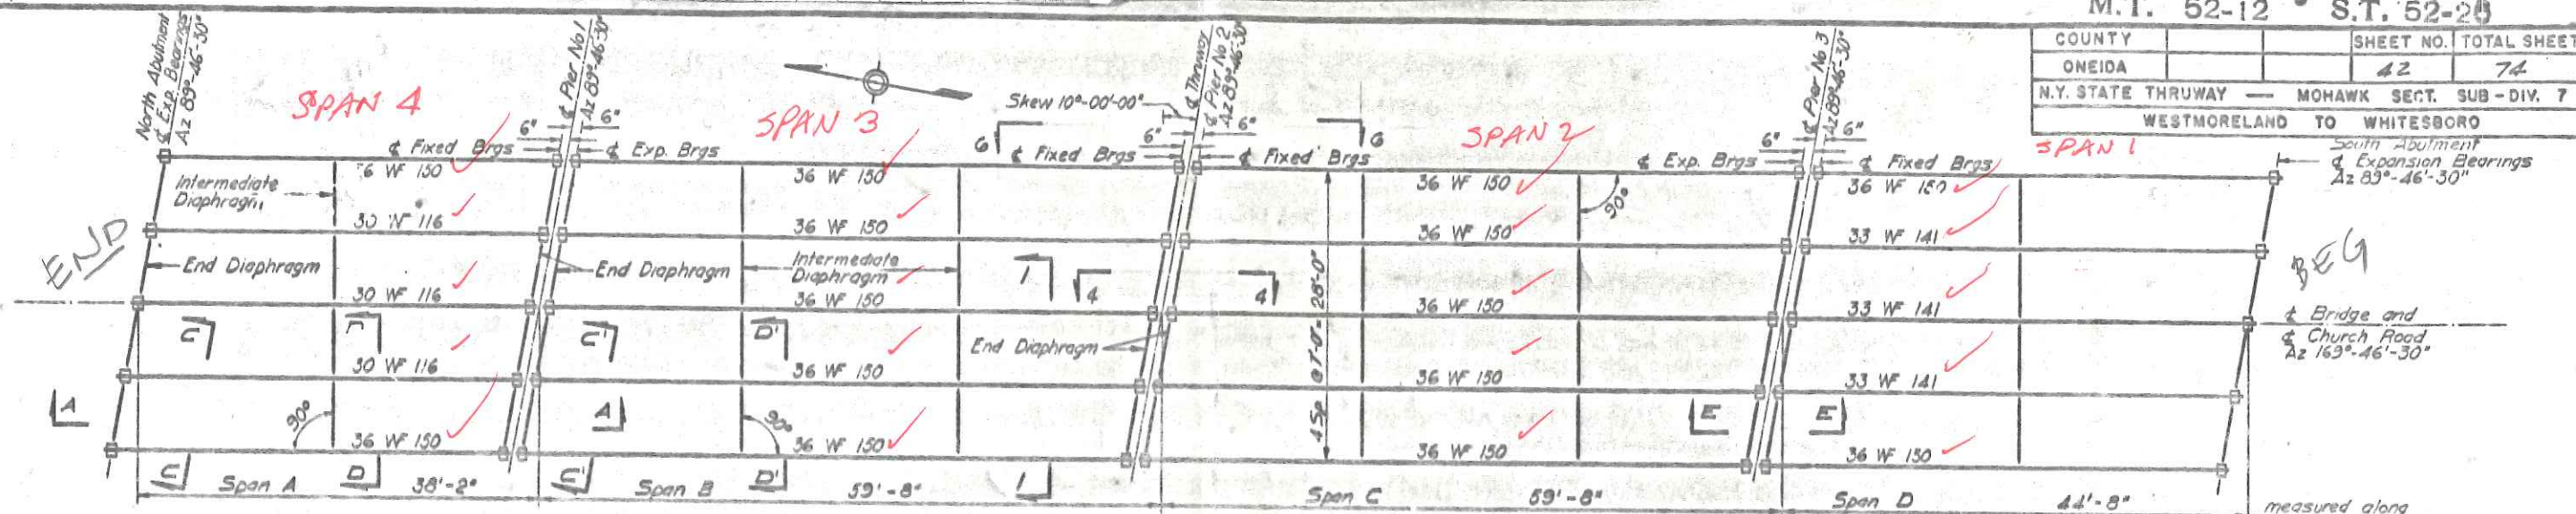 M.T. 52-12 S.T. 52-20
COUNTY SHEET NO. TOTAL SHEET
ONEIDA 42 74
N.Y. STATE THRUWAY — MOHAWK SECT. SUB-DIV. 7
WESTMORELAND TO WHITESBORO
North Abutment
℄ Exp. Bearings
Az 89°-46'-30"
SPAN 4
℄ Pier No 1
Az 89°-46'-30"
6" 6"
℄ Fixed Brgs
℄ Exp. Brgs
SPAN 3
Skew 10°-00'-00"
℄ Thruway
℄ Pier No 2
Az 89°-46'-30"
6" 6"
6 ℄ Fixed Brgs
℄ Fixed Brgs 6
SPAN 2
℄ Exp. Brgs
℄ Pier No 3
Az 89°-46'-30"
6" 6"
℄ Fixed Brgs
SPAN 1
South Abutment
℄ Expansion Bearings
Az 89°-46'-30"
Intermediate
Diaphragm
6 WF 150
36 WF 150
36 WF 150
36 WF 150
90°
30 W 116
36 WF 150
36 WF 150
33 WF 141
END
End Diaphragm
End Diaphragm
Intermediate
Diaphragm
1
4
4
BEG
30 WF 116
36 WF 150
36 WF 150
33 WF 141
4 Sp @ 7'-0" = 28'-0"
℄ Bridge and
℄ Church Road
Az 169°-46'-30"
C
C'
D'
End Diaphragm
30 WF 116
36 WF 150
36 WF 150
33 WF 141
A
90°
A
90°
E
E
36 WF 150
36 WF 150
36 WF 150
36 WF 150
C Span A D 38'-2"
C' Span B D' 59'-8"
1
Span C 59'-8"
Span D 44'-8"
measured along